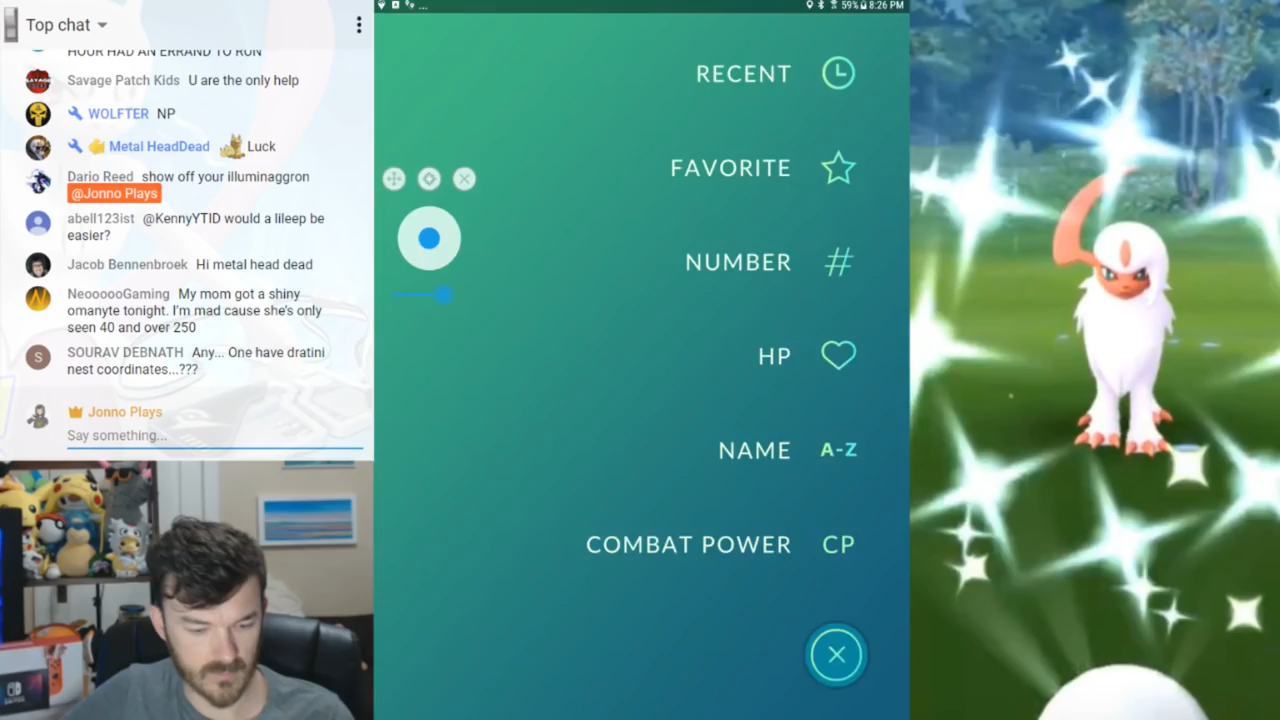 Top chat
HOUR HAD AN ERRAND TO RUN
Savage Patch Kids U are the only help
WOLFTER NP
Metal HeadDead Luck
Dario Reed show off your illuminaggron
@Jonno Plays
abell123ist @KennyYTID would a lileep be
easier?
Jacob Bennenbroek Hi metal head dead
NeoooooGaming My mom got a shiny
omanyte tonight. I'm mad cause she's only
seen 40 and over 250
S
SOURAV DEBNATH Any... One have dratini
nest coordinates...???
Jonno Plays
Say something...
... 59% 8:26 PM
RECENT
FAVORITE
NUMBER #
HP
NAME A-Z
COMBAT POWER CP